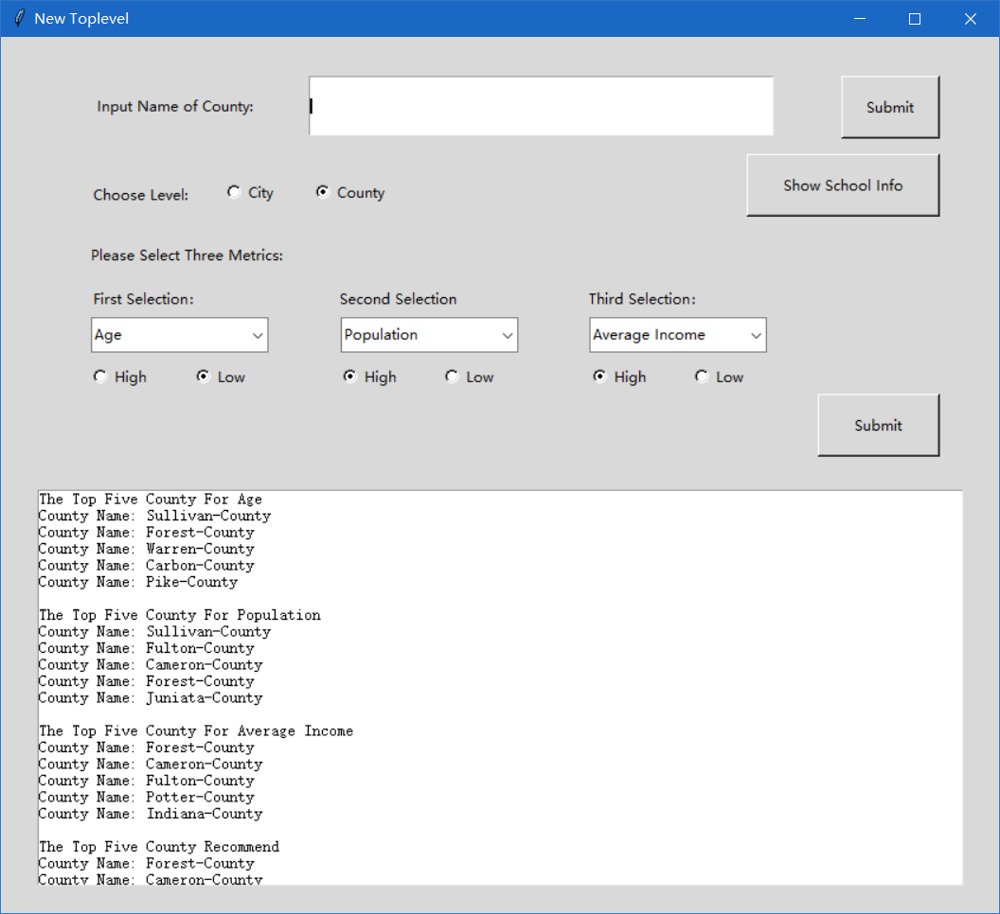 New Toplevel
Input Name of County:
Submit
Show School Info
Choose Level:
City
County
Please Select Three Metrics:
First Selection:
Second Selection
Third Selection:
Age
Population
Average Income
High
Low
High
Low
High
Low
Submit
The Top Five County For Age
County Name: Sullivan-County
County Name: Forest-County
County Name: Warren-County
County Name: Carbon-County
County Name: Pike-County
The Top Five County For Population
County Name: Sullivan-County
County Name: Fulton-County
County Name: Cameron-County
County Name: Forest-County
County Name: Juniata-County
The Top Five County For Average Income
County Name: Forest-County
County Name: Cameron-County
County Name: Fulton-County
County Name: Potter-County
County Name: Indiana-County
The Top Five County Recommend
County Name: Forest-County
County Name: Cameron-County